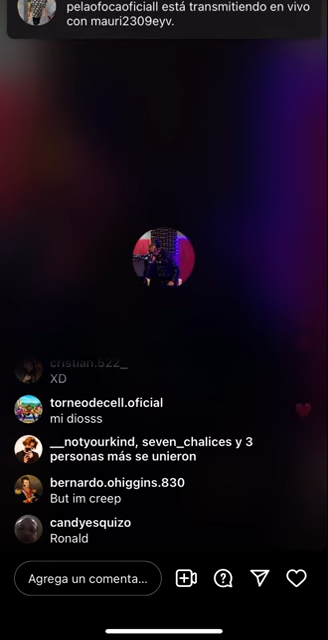 pelaofocaoficiall está transmitiendo en vivo
con mauri2309eyv.
cristian.522_
XD
torneodecell.oficial
mi diosss
__notyourkind, seven_chalices y 3
personas más se unieron
bernardo.ohiggins.830
But im creep
candyesquizo
Ronald
Agrega un comenta...